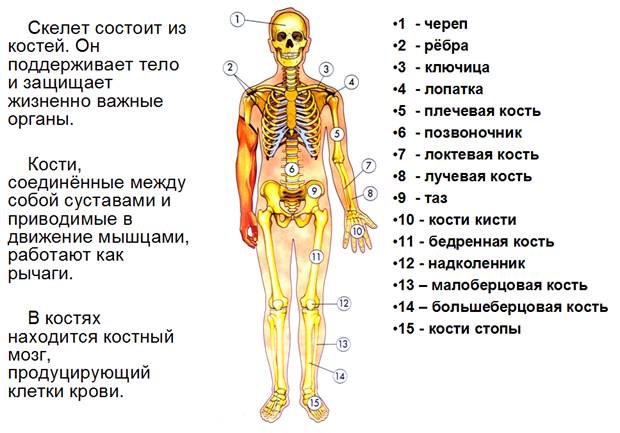 Скелет состоит из
костей. Он
поддерживает тело
и защищает
жизненно важные
органы.
Кости,
соединённые между
собой суставами и
приводимые в
движение мышцами,
работают как
рычаги.
В костях
находится костный
мозг,
продуцирующий
клетки крови.
1
2
3
4
5
6
7
8
9
10
11
12
13
14
15
•1 - череп
•2 - рёбра
•3 - ключица
•4 - лопатка
•5 - плечевая кость
•6 - позвоночник
•7 - локтевая кость
•8 - лучевая кость
•9 - таз
•10 - кости кисти
•11 - бедренная кость
•12 - надколенник
•13 – малоберцовая кость
•14 – большеберцовая кость
•15 - кости стопы